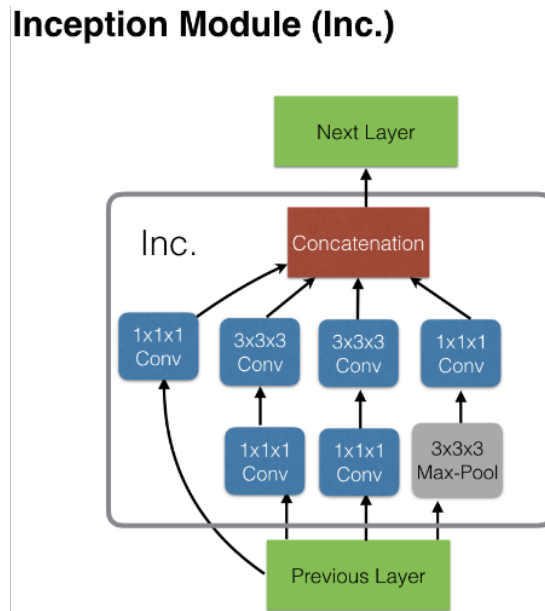 Inception Module (Inc.)
Next Layer
Inc.
Concatenation
1x1x1
Conv
3x3x3
Conv
3x3x3
Conv
1x1x1
Conv
1x1x1
Conv
1x1x1
Conv
3x3x3
Max-Pool
Previous Layer